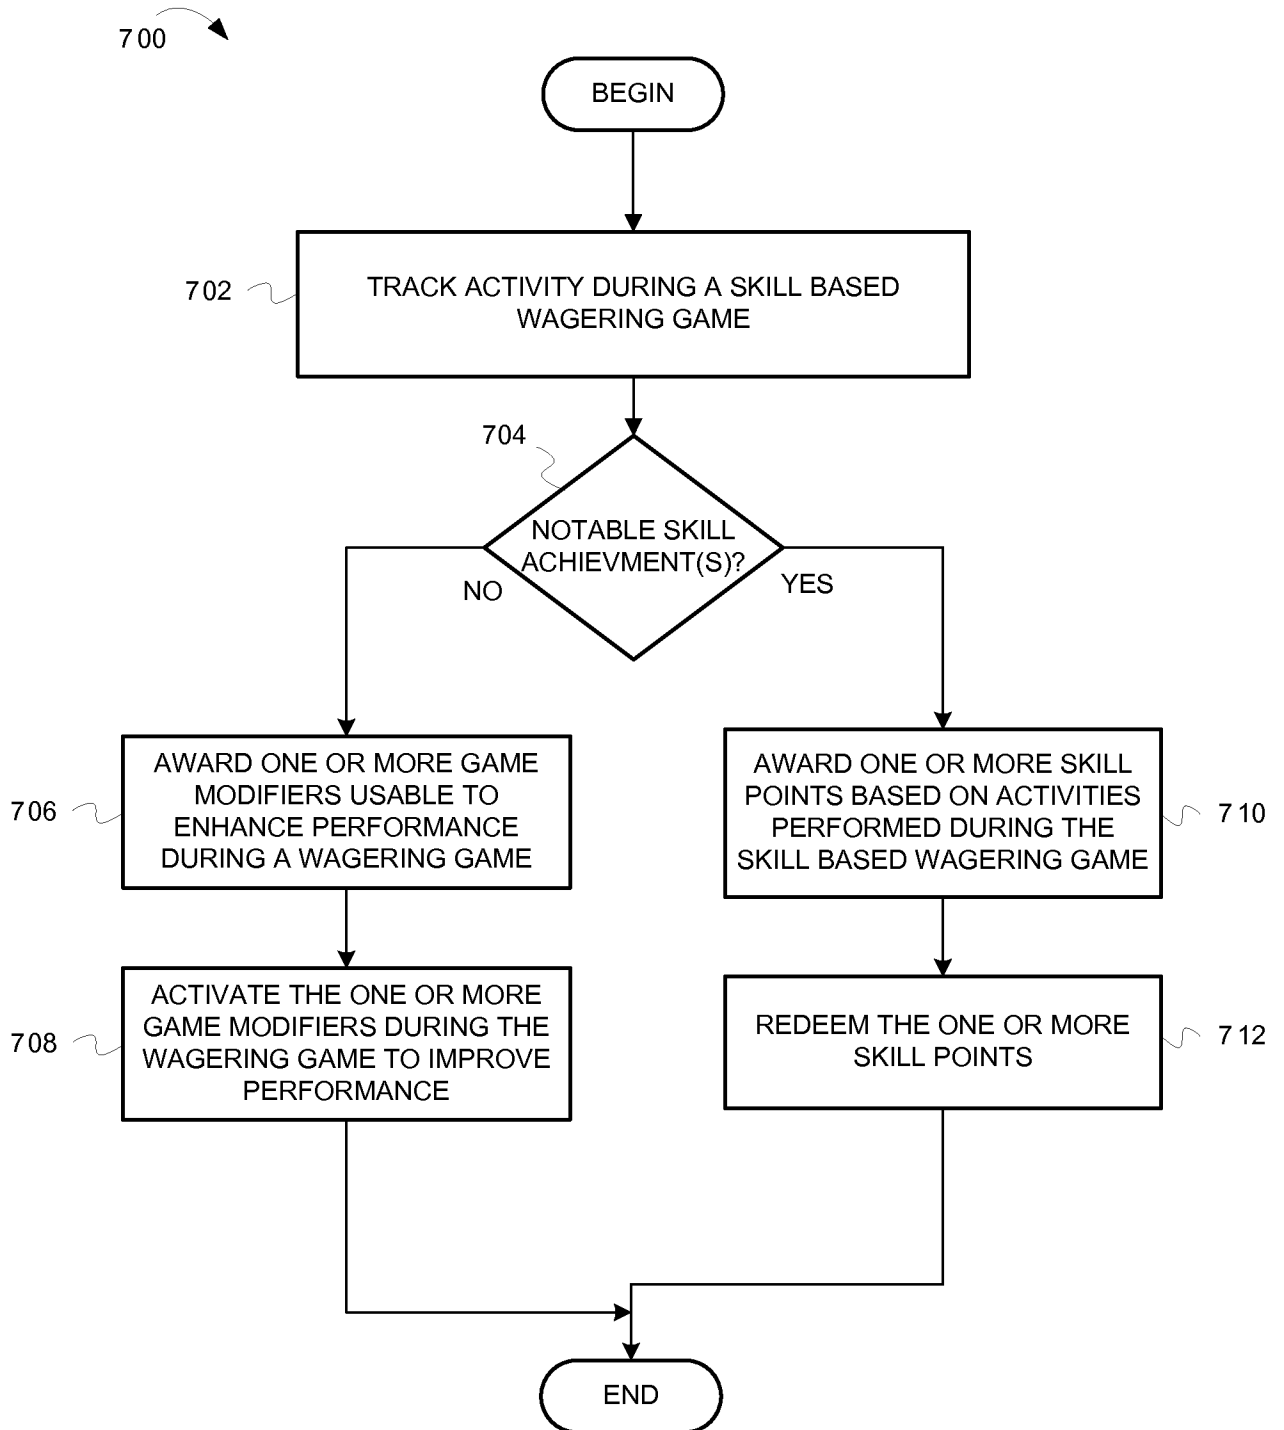 700
BEGIN
702
TRACK ACTIVITY DURING A SKILL BASED
WAGERING GAME
704
NOTABLE SKILL
ACHIEVMENT(S)?
NO
YES
706
AWARD ONE OR MORE GAME
MODIFIERS USABLE TO
ENHANCE PERFORMANCE
DURING A WAGERING GAME
AWARD ONE OR MORE SKILL
POINTS BASED ON ACTIVITIES
PERFORMED DURING THE
SKILL BASED WAGERING GAME
710
708
ACTIVATE THE ONE OR MORE
GAME MODIFIERS DURING THE
WAGERING GAME TO IMPROVE
PERFORMANCE
REDEEM THE ONE OR MORE
SKILL POINTS
712
END